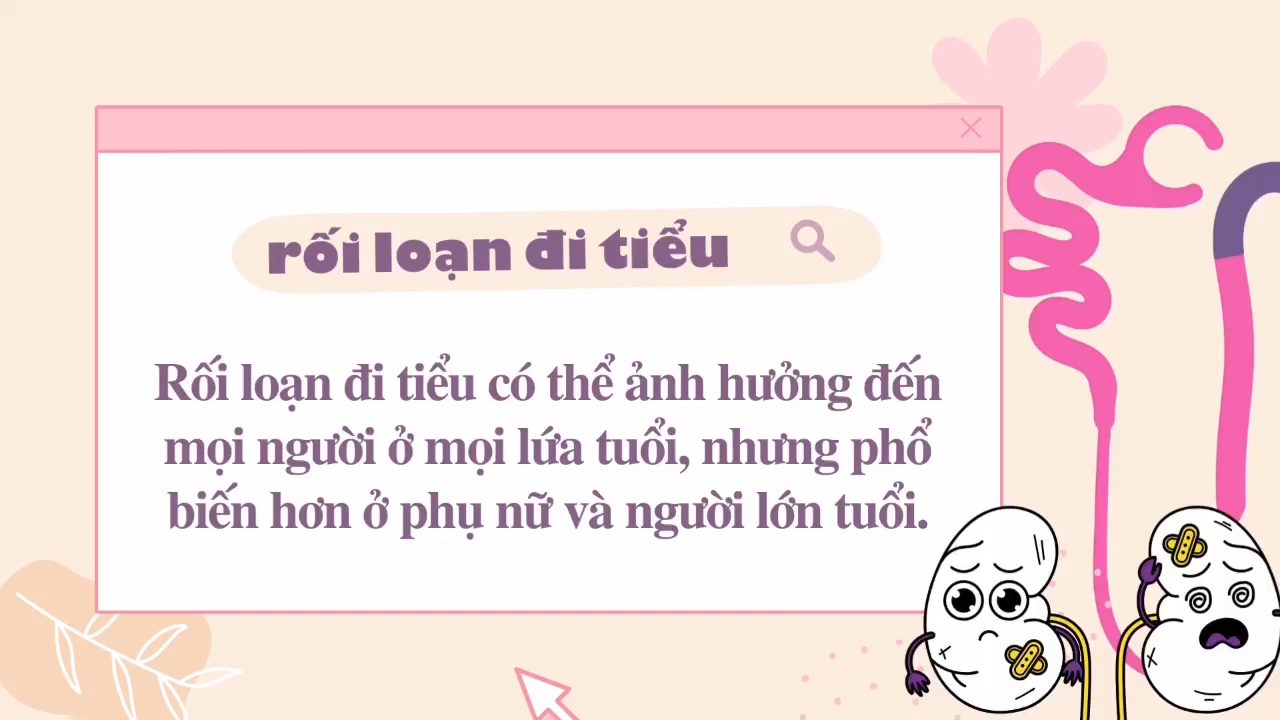 rối loạn đi tiểu
Rối loạn đi tiểu có thể ảnh hưởng đến
mọi người ở mọi lứa tuổi, nhưng phổ
biến hơn ở phụ nữ và người lớn tuổi.